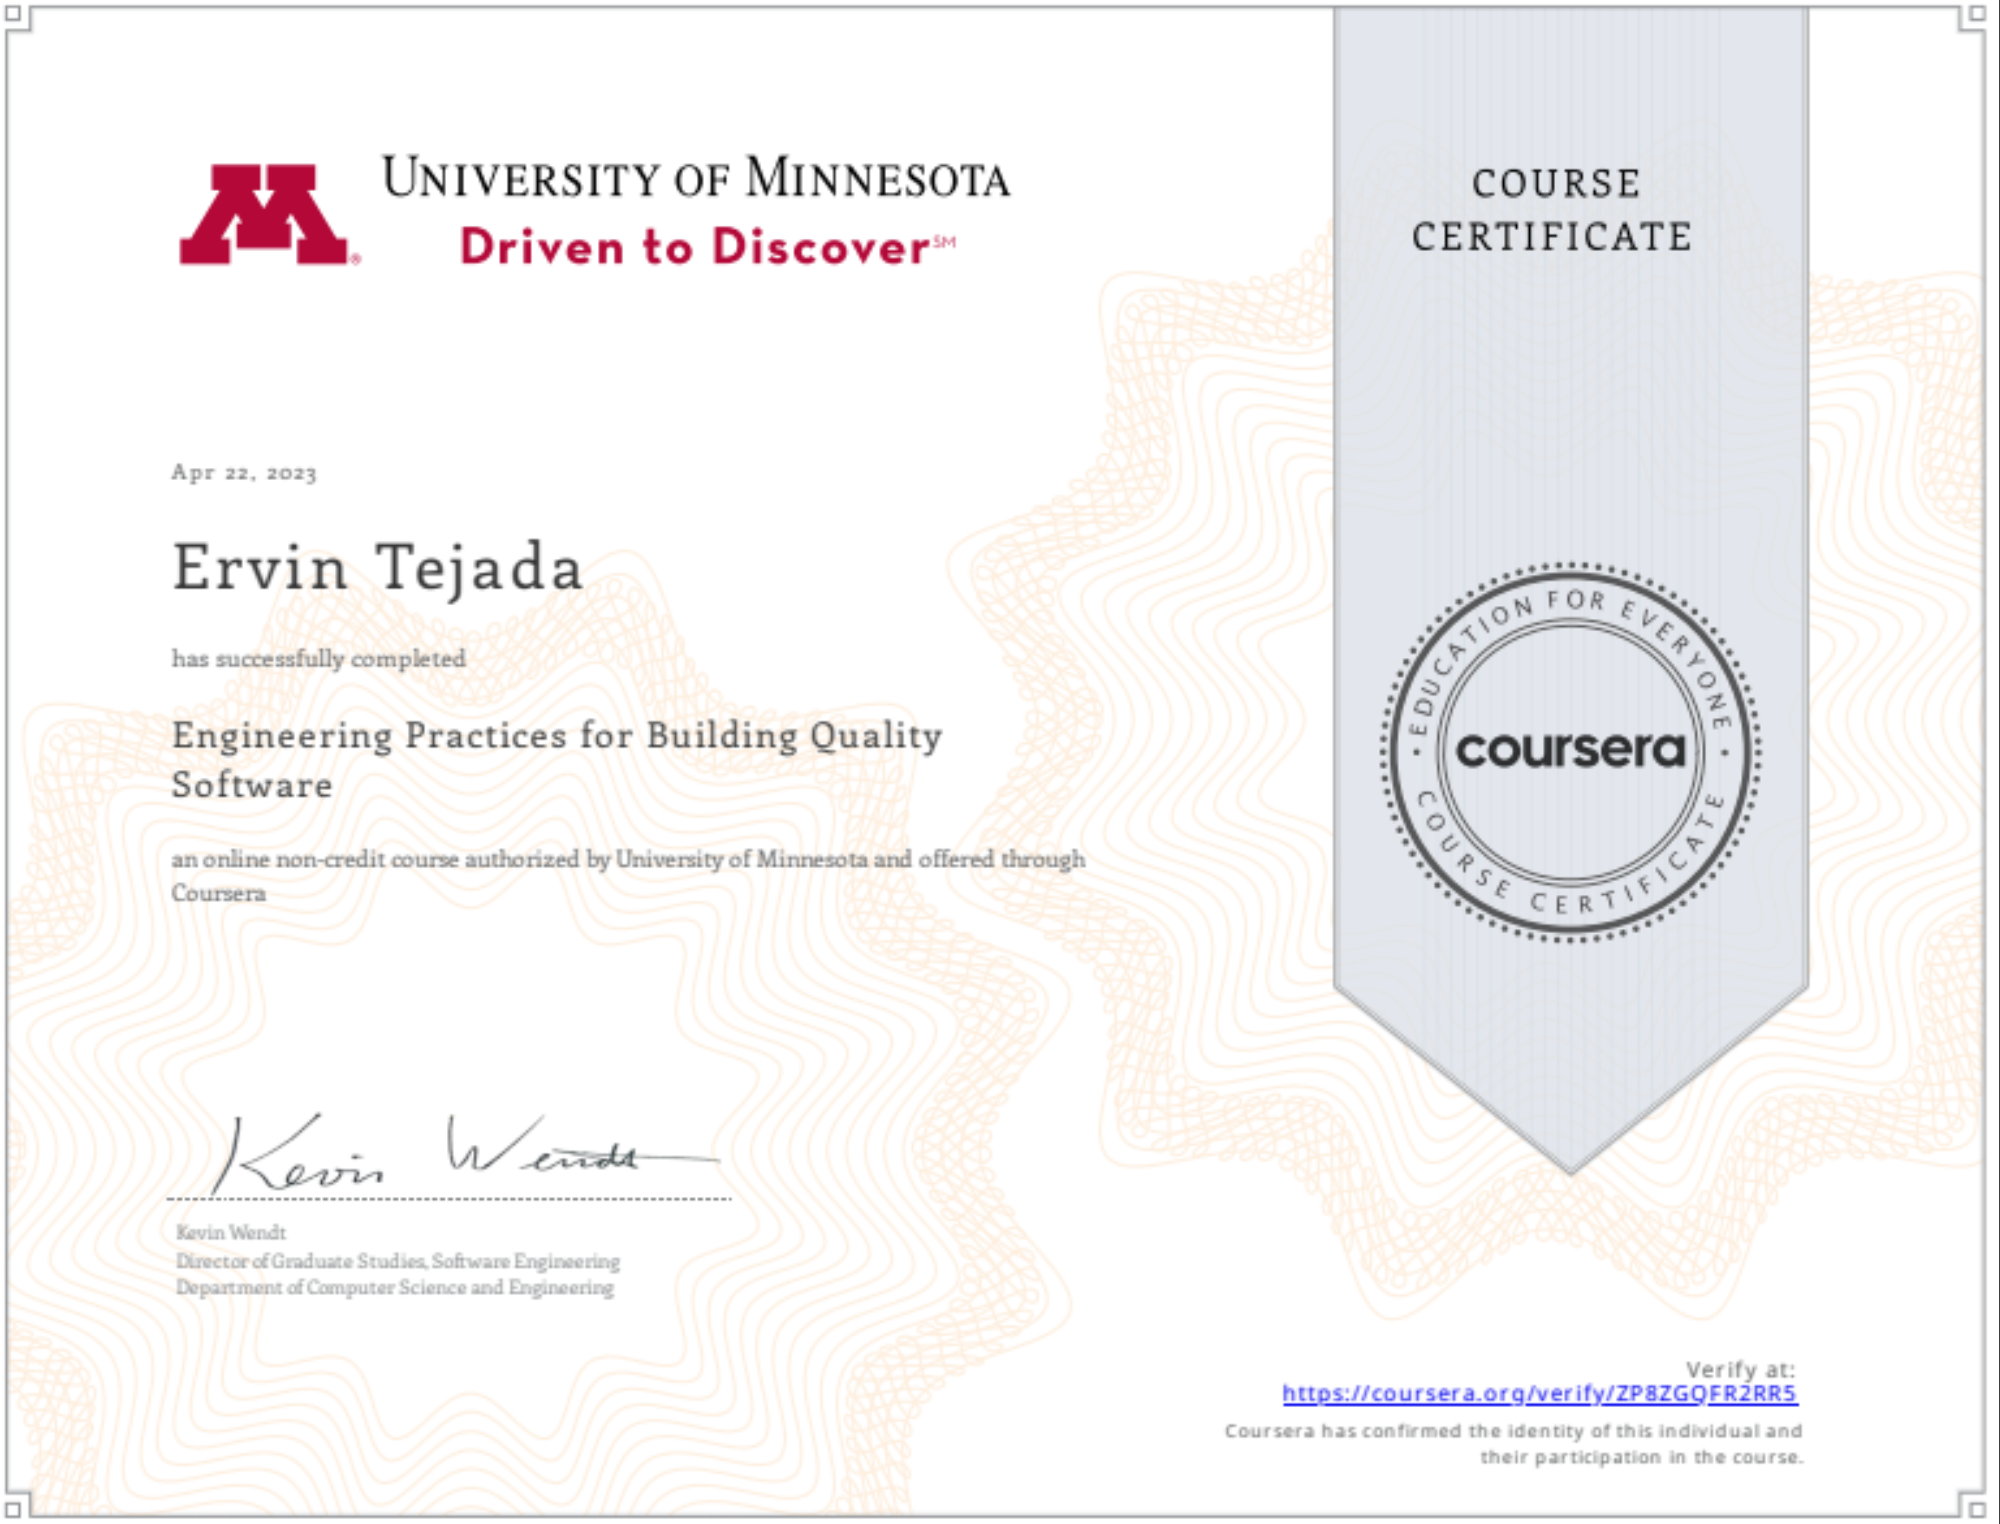 UNIVERSITY OF MINNESOTA
Driven to Discover℠
COURSE
CERTIFICATE
Apr 22, 2023
Ervin Tejada
has successfully completed
Engineering Practices for Building Quality
Software
an online non-credit course authorized by University of Minnesota and offered through
Coursera
EDUCATION FOR EVERYONE
coursera
COURSE CERTIFICATE
Kevin Wendt
Kevin Wendt
Director of Graduate Studies, Software Engineering
Department of Computer Science and Engineering
Verify at:
https://coursera.org/verify/ZP8ZGQFR2RR5
Coursera has confirmed the identity of this individual and
their participation in the course.